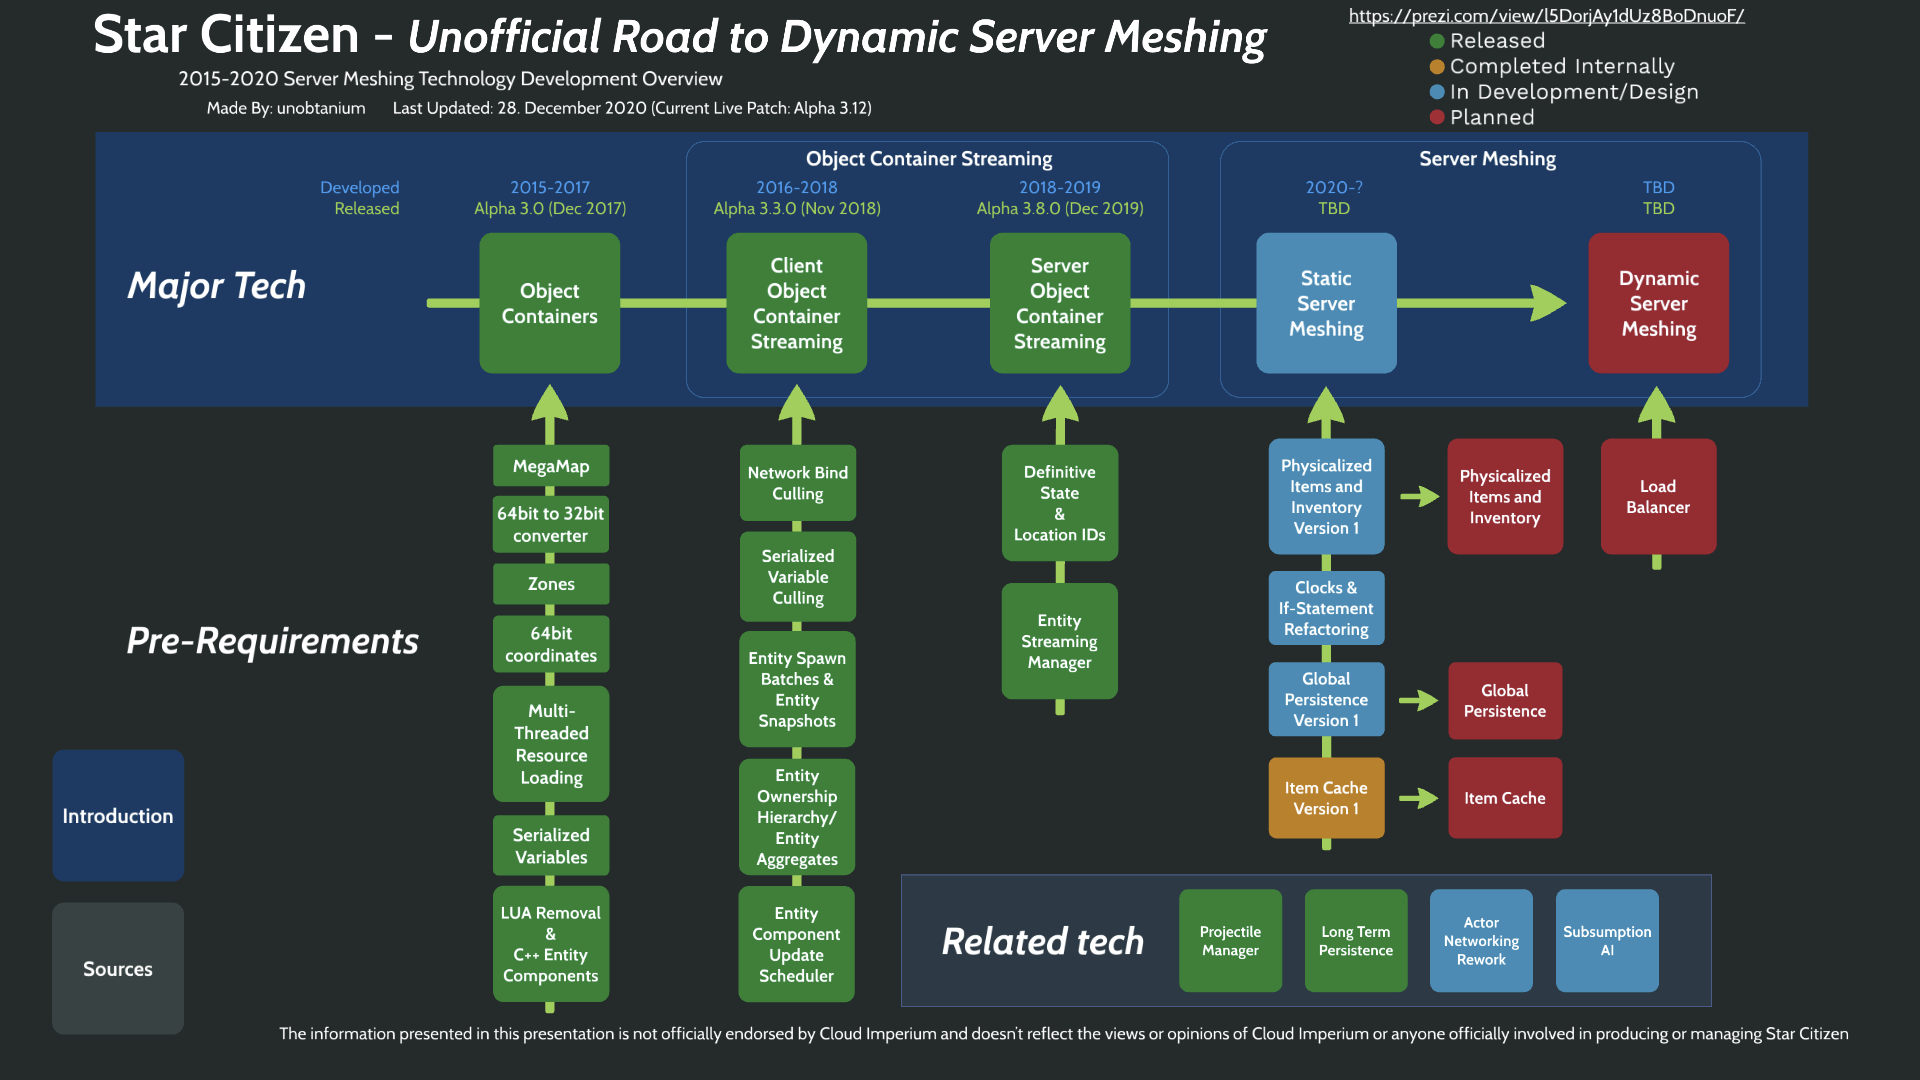 Star Citizen - Unofficial Road to Dynamic Server Meshing
2015-2020 Server Meshing Technology Development Overview
Made By: unobtanium Last Updated: 28. December 2020 (Current Live Patch: Alpha 3.12)
https://prezi.com/view/l5DorjAy1dUz8BoDnuoF/
Released
Completed Internally
In Development/Design
Planned
Object Container Streaming
Server Meshing
Developed
Released
2015-2017
Alpha 3.0 (Dec 2017)
2016-2018
Alpha 3.3.0 (Nov 2018)
2018-2019
Alpha 3.8.0 (Dec 2019)
2020-?
TBD
TBD
TBD
Major Tech
Object
Containers
Client
Object
Container
Streaming
Server
Object
Container
Streaming
Static
Server
Meshing
Dynamic
Server
Meshing
Pre-Requirements
MegaMap
64bit to 32bit
converter
Zones
64bit
coordinates
Multi-
Threaded
Resource
Loading
Serialized
Variables
LUA Removal
&
C++ Entity
Components
Network Bind
Culling
Serialized
Variable
Culling
Entity Spawn
Batches &
Entity
Snapshots
Entity
Ownership
Hierarchy/
Entity
Aggregates
Entity
Component
Update
Scheduler
Definitive
State
&
Location IDs
Entity
Streaming
Manager
Physicalized
Items and
Inventory
Version 1
Physicalized
Items and
Inventory
Clocks &
If-Statement
Refactoring
Global
Persistence
Version 1
Global
Persistence
Item Cache
Version 1
Item Cache
Load
Balancer
Introduction
Sources
Related tech
Projectile
Manager
Long Term
Persistence
Actor
Networking
Rework
Subsumption
AI
The information presented in this presentation is not officially endorsed by Cloud Imperium and doesn't reflect the views or opinions of Cloud Imperium or anyone officially involved in producing or managing Star Citizen